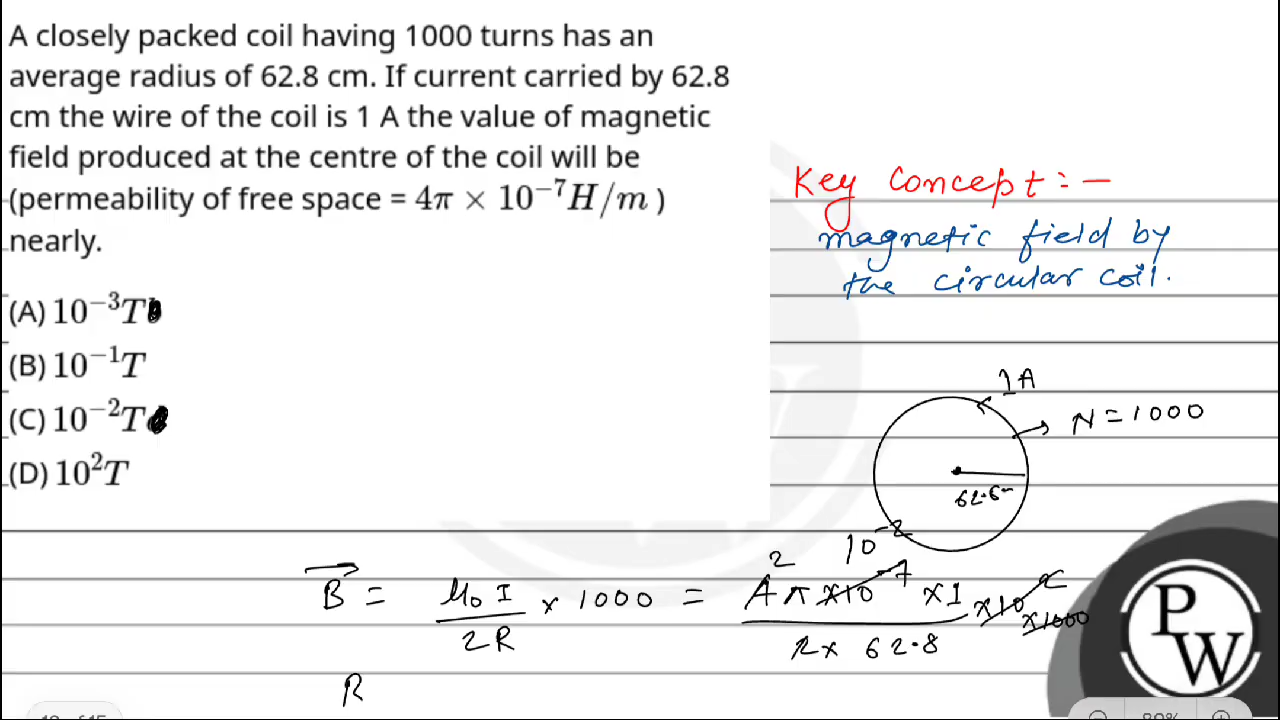 A closely packed coil having 1000 turns has an
average radius of 62.8 cm. If current carried by 62.8
cm the wire of the coil is 1 A the value of magnetic
field produced at the centre of the coil will be
(permeability of free space = 4π × 10⁻⁷H/m )
nearly.
(A) 10⁻³T
(B) 10⁻¹T
(C) 10⁻²T
(D) 10²T
Key Concept:-
magnetic field by
the circular coil.
1A
N = 1000
B⃗ = μ₀I/2R × 1000 = 4π×10⁻⁷×1/2×62.8 ×10² ×1000
2 10⁻²
R
PW